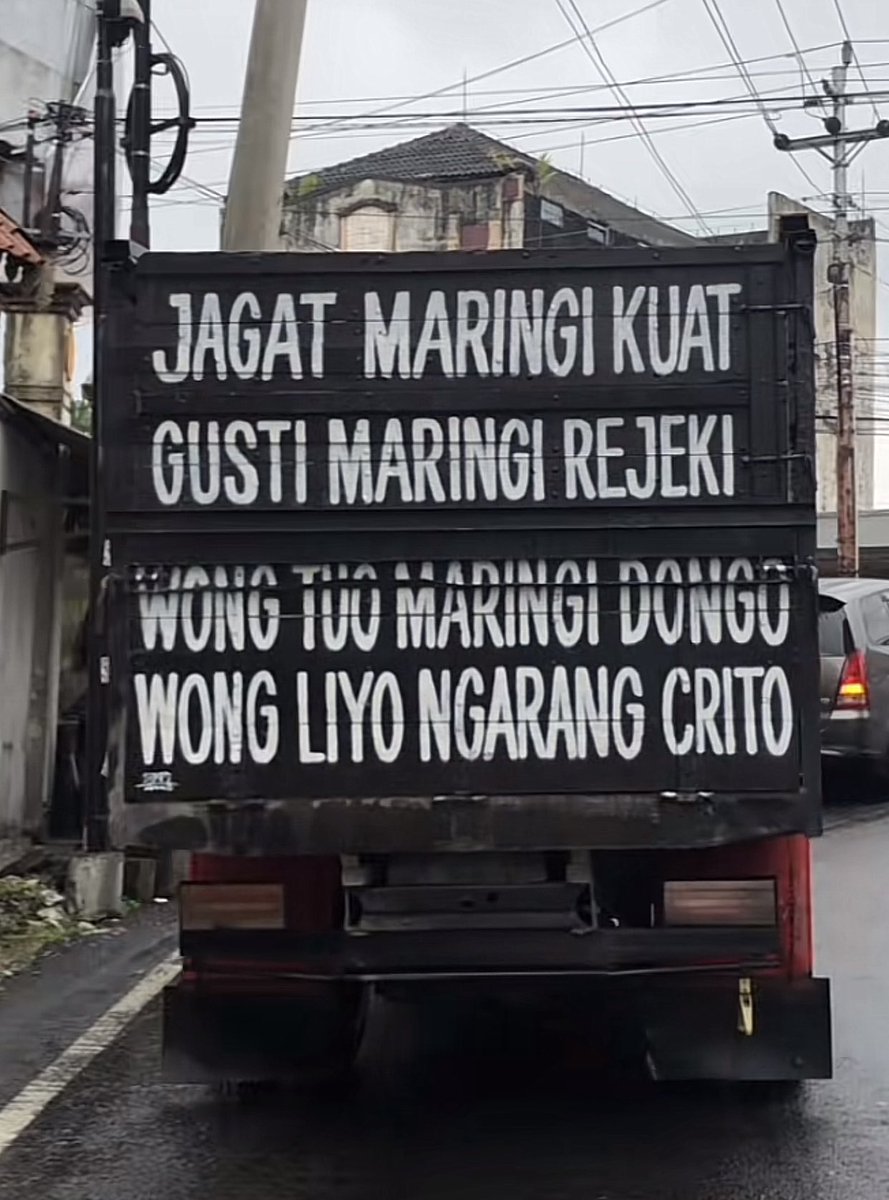 JAGAT MARINGI KUAT
GUSTI MARINGI REJEKI
WONG TUO MARINGI DONGO
WONG LIYO NGARANG CRITO